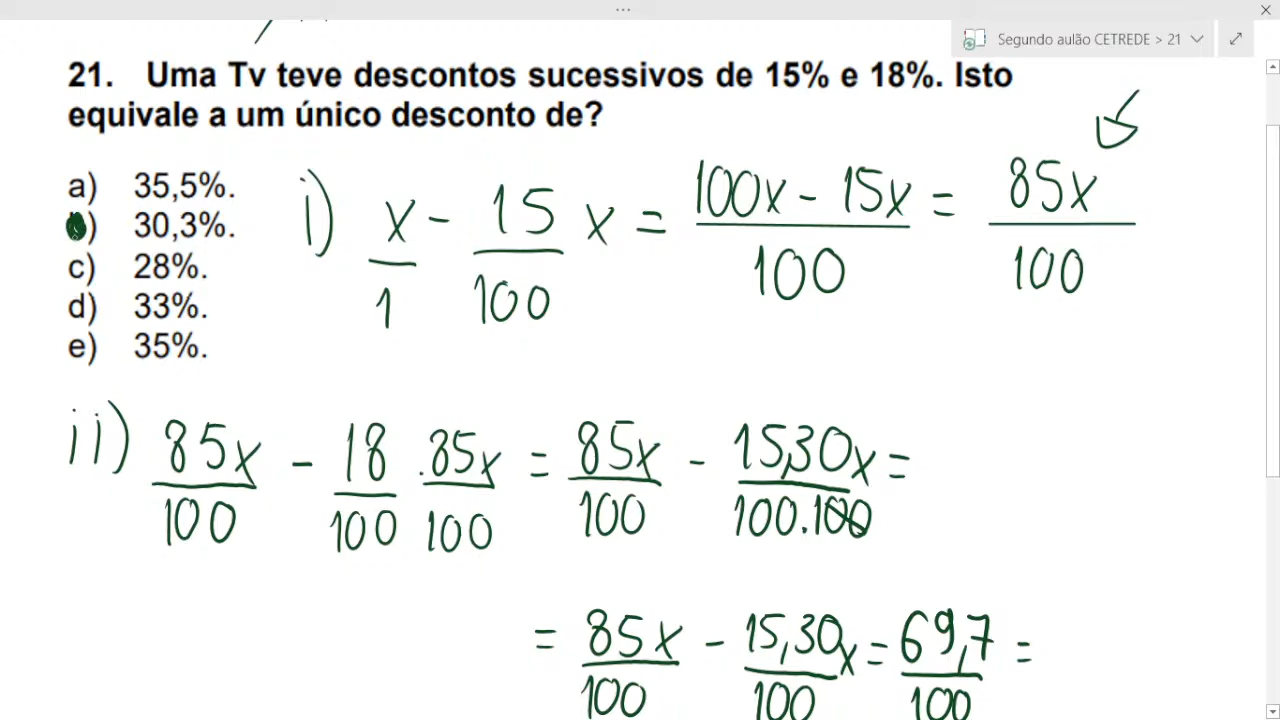 Segundo aulão CETREDE > 21
21. Uma Tv teve descontos sucessivos de 15% e 18%. Isto
equivale a um único desconto de?
a) 35,5%.
) 30,3%.
c) 28%.
d) 33%.
e) 35%.
i) x/1 - 15/100 x = 100x - 15x/100 = 85x/100
ii) 85x/100 - 18/100 . 85x/100 = 85x/100 - 15,30x/100.100 =
= 85x/100 - 15,30x/100 = 69,7/100 =